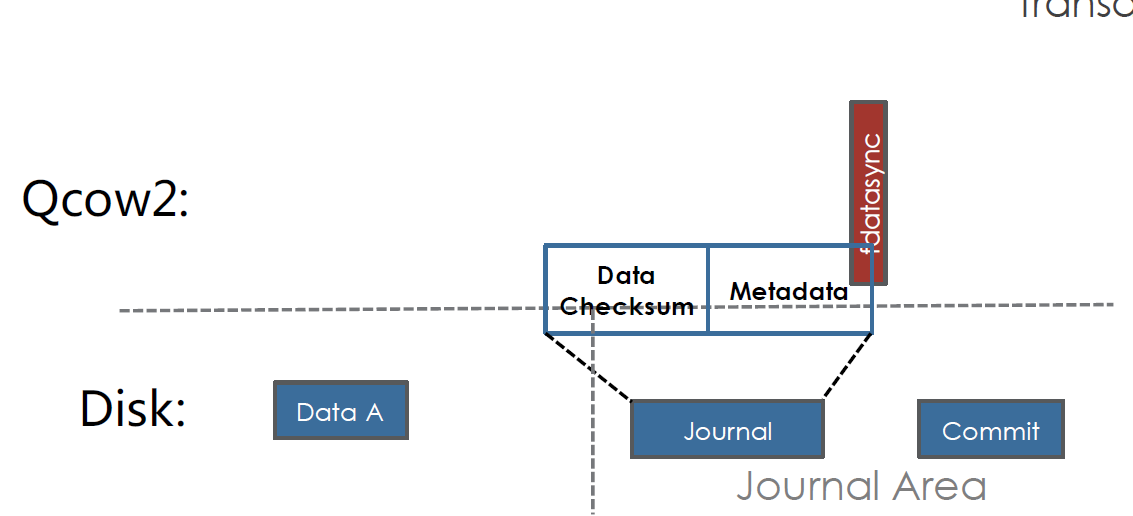 Qcow2:
fdatasync
Data
Checksum
Metadata
Disk:
Data A
Journal
Commit
Journal Area